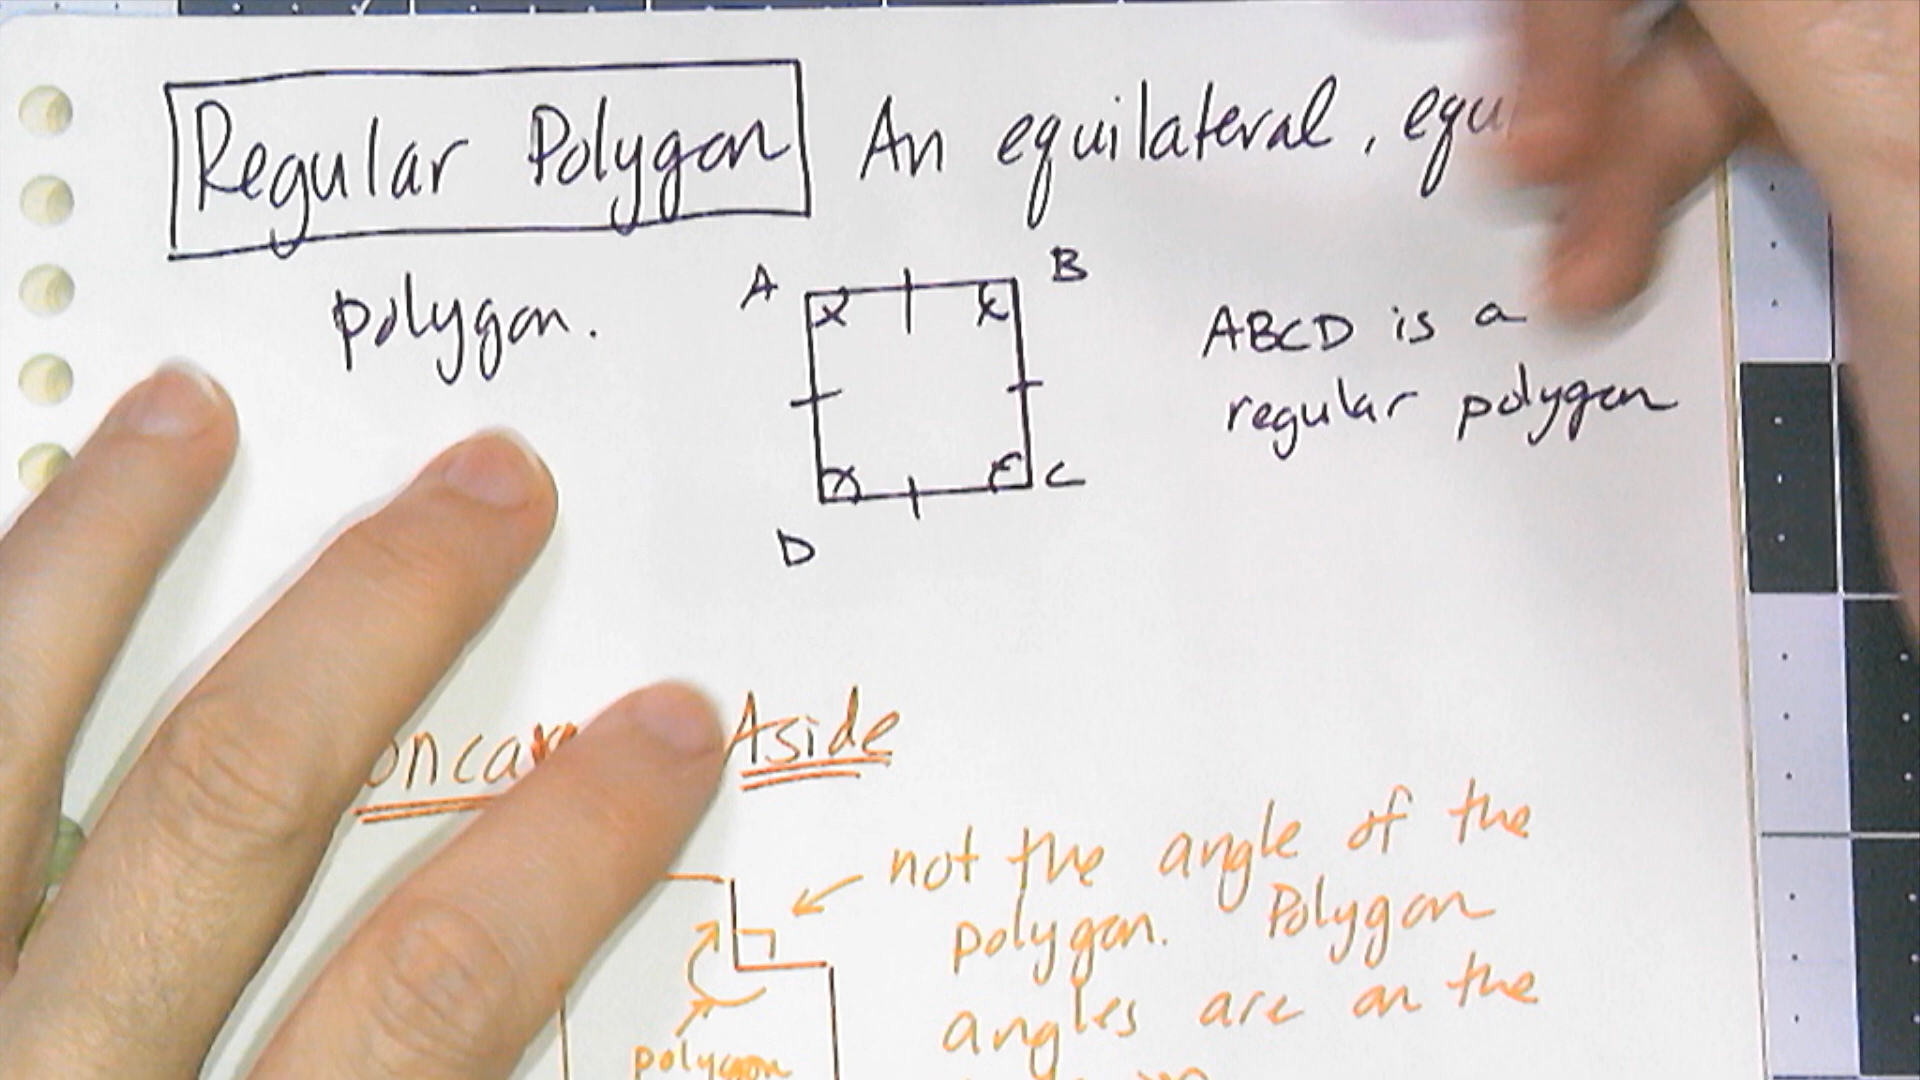 Regular Polygon An equilateral, equ
polygon.
A
B
ABCD is a
regular polygon
C
D
Aside
not the angle of the
polygon. Polygon
angles are on the
polygon